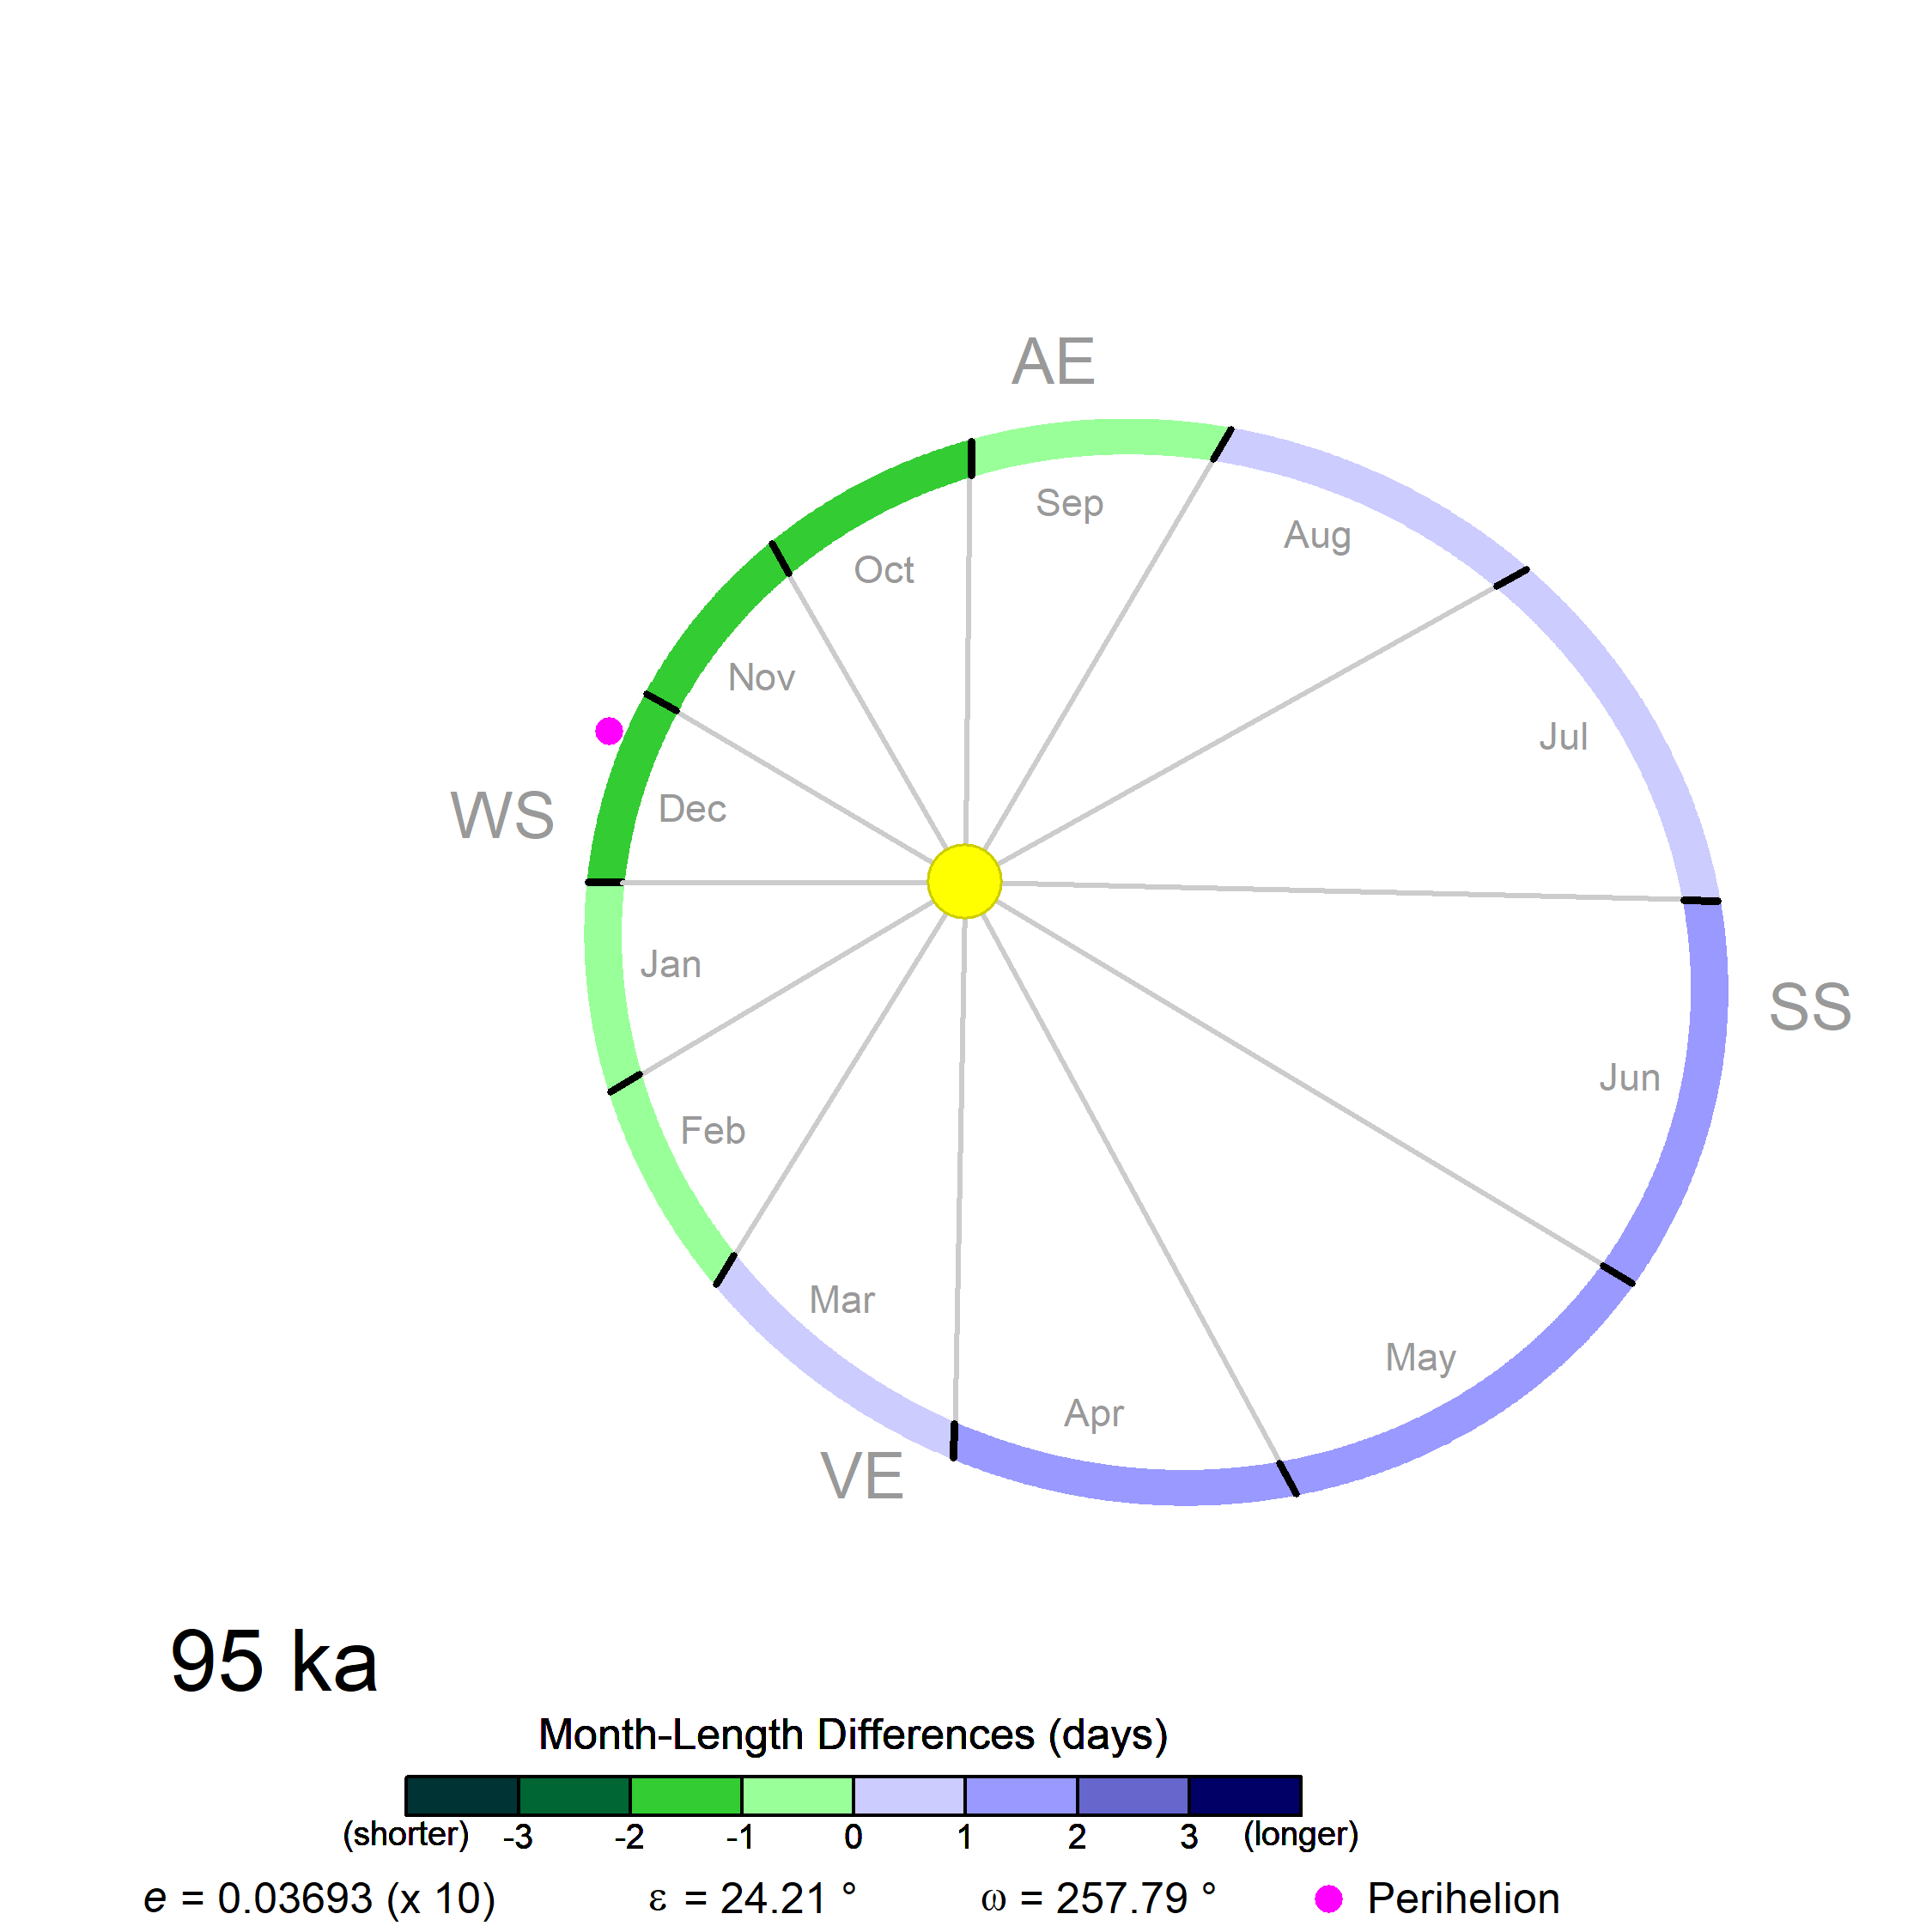 AE
Sep
Aug
Oct
Nov
Jul
WS
Dec
Jan
SS
Jun
Feb
Mar
May
Apr
VE
95 ka
Month-Length Differences (days)
(shorter) -3 -2 -1 0 1 2 3 (longer)
e = 0.03693 (x 10) ε = 24.21 ° ω = 257.79 ° Perihelion